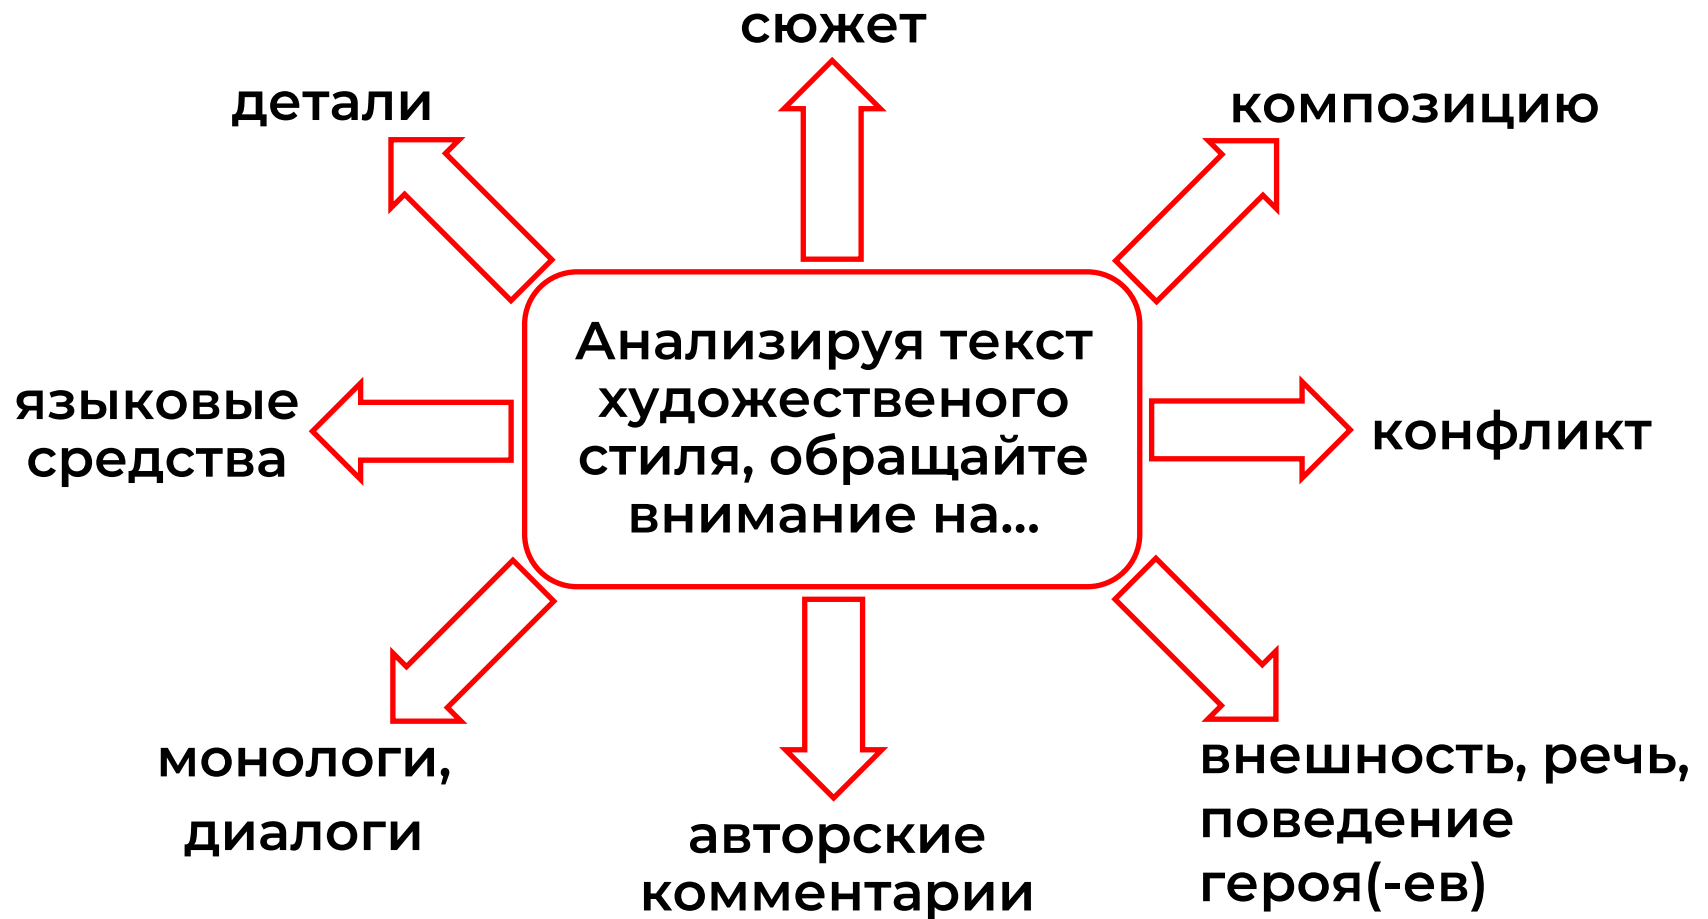 сюжет
детали
композицию
Анализируя текст
художественого
стиля, обращайте
внимание на...
языковые
средства
конфликт
монологи,
диалоги
авторские
комментарии
внешность, речь,
поведение
героя(-ев)